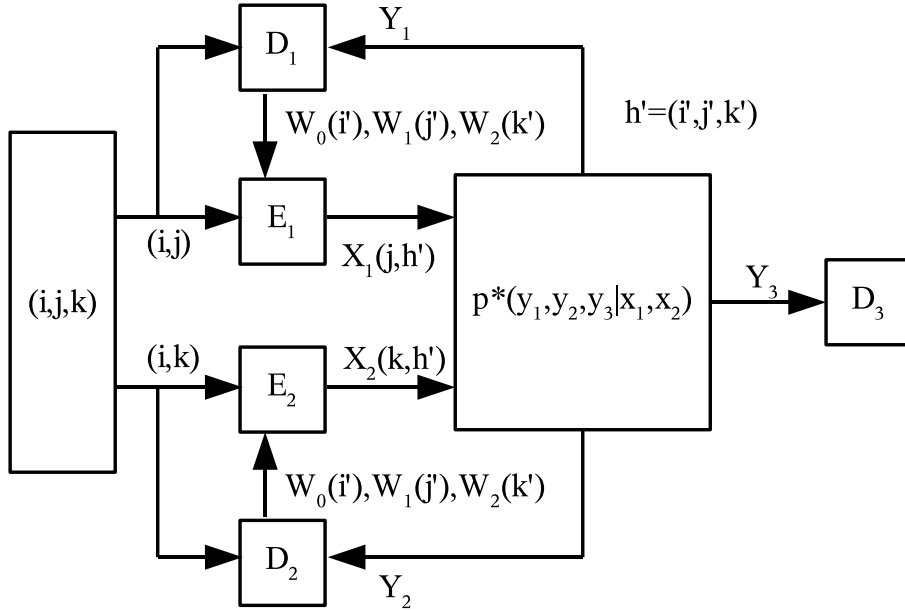 D₁
Y₁
W₀(i'),W₁(j'),W₂(k')
h'=(i',j',k')
E₁
(i,j)
X₁(j,h')
(i,j,k)
p*(y₁,y₂,y₃|x₁,x₂)
Y₃
D₃
(i,k)
E₂
X₂(k,h')
W₀(i'),W₁(j'),W₂(k')
D₂
Y₂